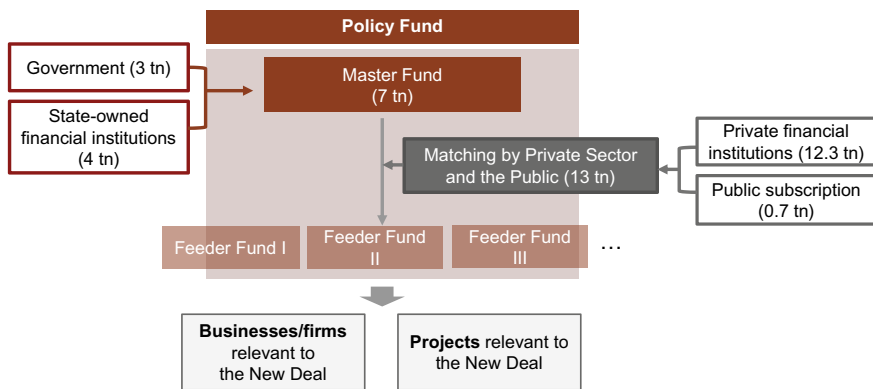 Policy Fund
Government (3 tn)
Master Fund
(7 tn)
State-owned
financial institutions
(4 tn)
Matching by Private Sector
and the Public (13 tn)
Private financial
institutions (12.3 tn)
Public subscription
(0.7 tn)
Feeder Fund I
Feeder Fund
II
Feeder Fund
III
...
Businesses/firms
relevant to
the New Deal
Projects relevant to
the New Deal